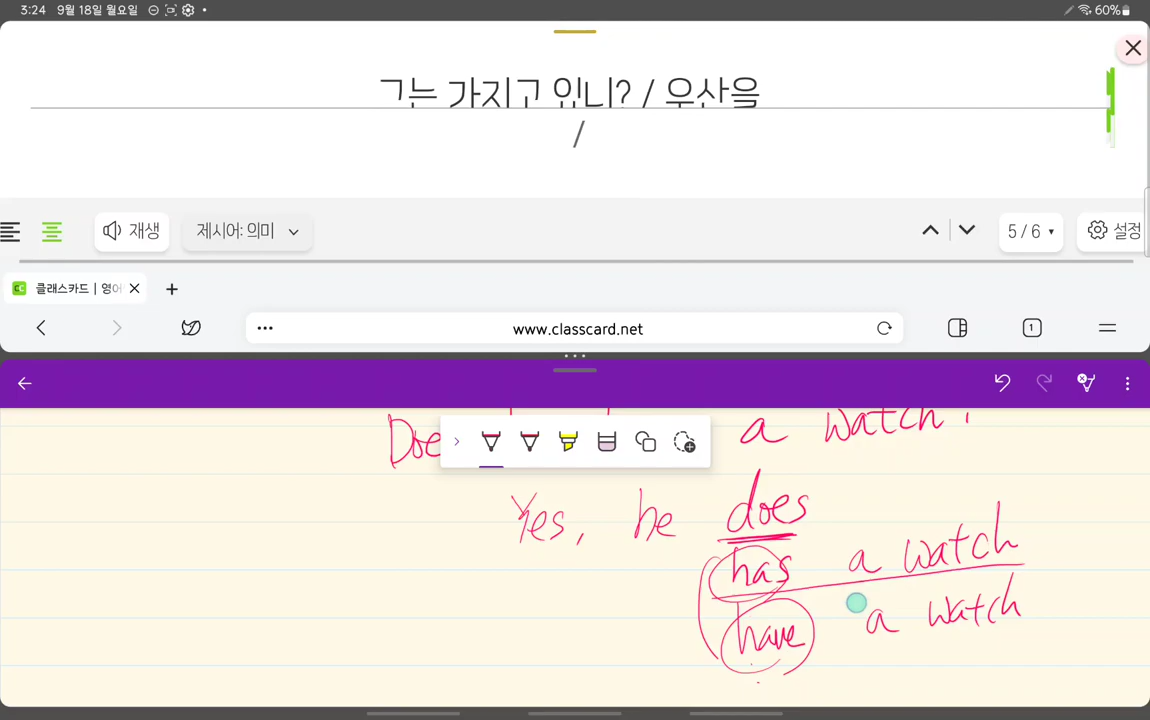 3:24 9월 18일 월요일 60%
그는 가지고 있니? / 우산을
/
재생 제시어: 의미 5 / 6 설정
클래스카드 | 영어
www.classcard.net
1
a watch.
Yes, he does
has a watch
have a watch